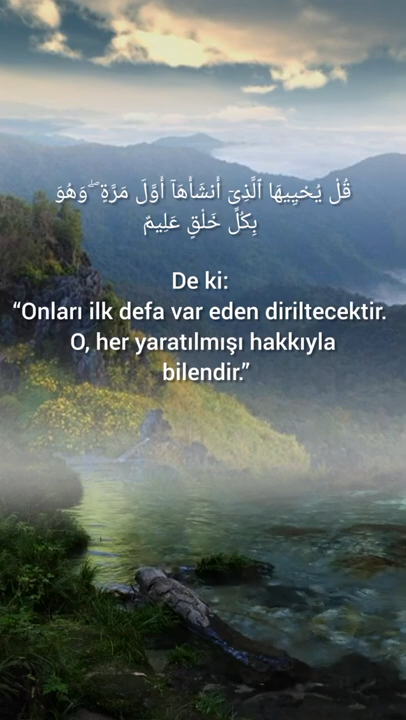 قُلْ يُحْيِيهَا ٱلَّذِىٓ أَنشَأَهَآ أَوَّلَ مَرَّةٍ ۖ وَهُوَ
بِكُلِّ خَلْقٍ عَلِيمٌ
De ki:
“Onları ilk defa var eden diriltecektir.
O, her yaratılmışı hakkıyla
bilendir.”